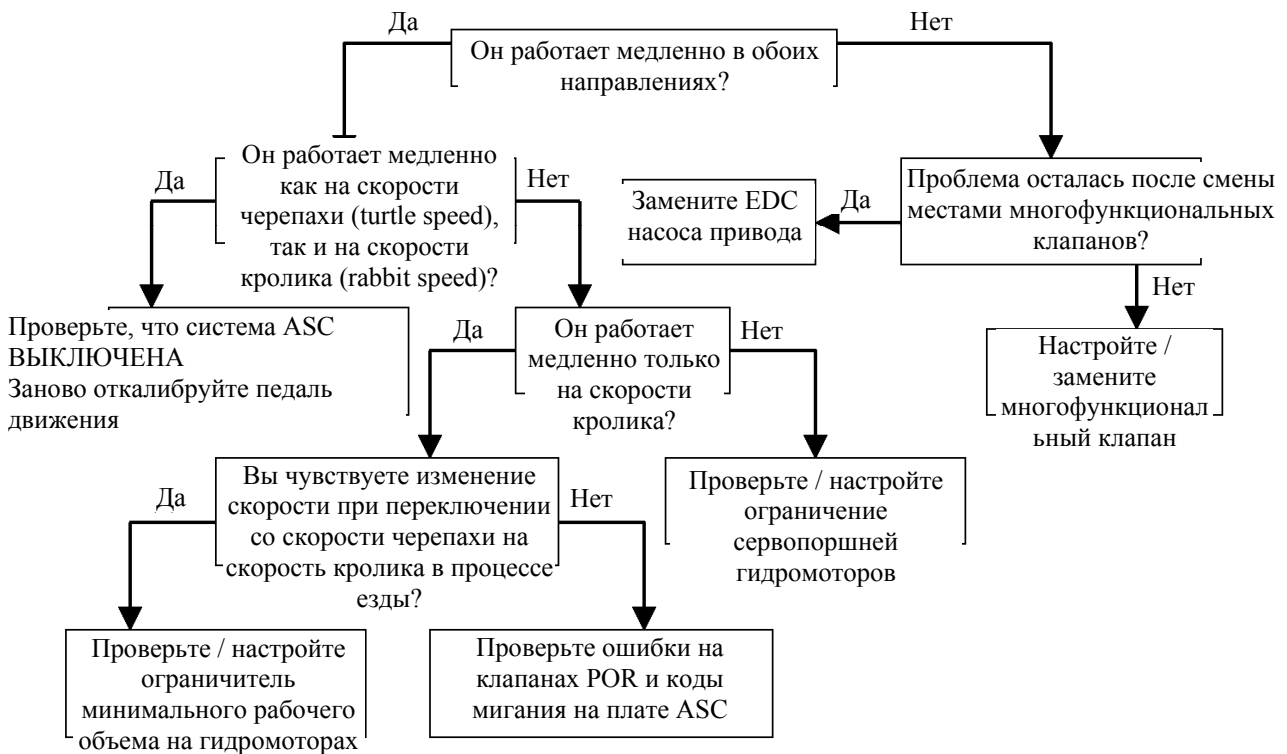 Да
Нет
Он работает медленно в обоих
направлениях?
Он работает медленно
как на скорости
черепахи (turtle speed),
так и на скорости
кролика (rabbit speed)?
Да
Нет
Замените EDC
насоса привода
Да
Проблема осталась после смены
местами многофункциональных
клапанов?
Нет
Проверьте, что система ASC
ВЫКЛЮЧЕНА
Заново откалибруйте педаль
движения
Да
Он работает
медленно только
на скорости
кролика?
Нет
Настройте /
замените
многофункционал
ьный клапан
Да
Вы чувствуете изменение
скорости при переключении
со скорости черепахи на
скорость кролика в процессе
езды?
Нет
Проверьте / настройте
ограничение
сервопоршней
гидромоторов
Проверьте / настройте
ограничитель
минимального рабочего
объема на гидромоторах
Проверьте ошибки на
клапанах POR и коды
мигания на плате ASC